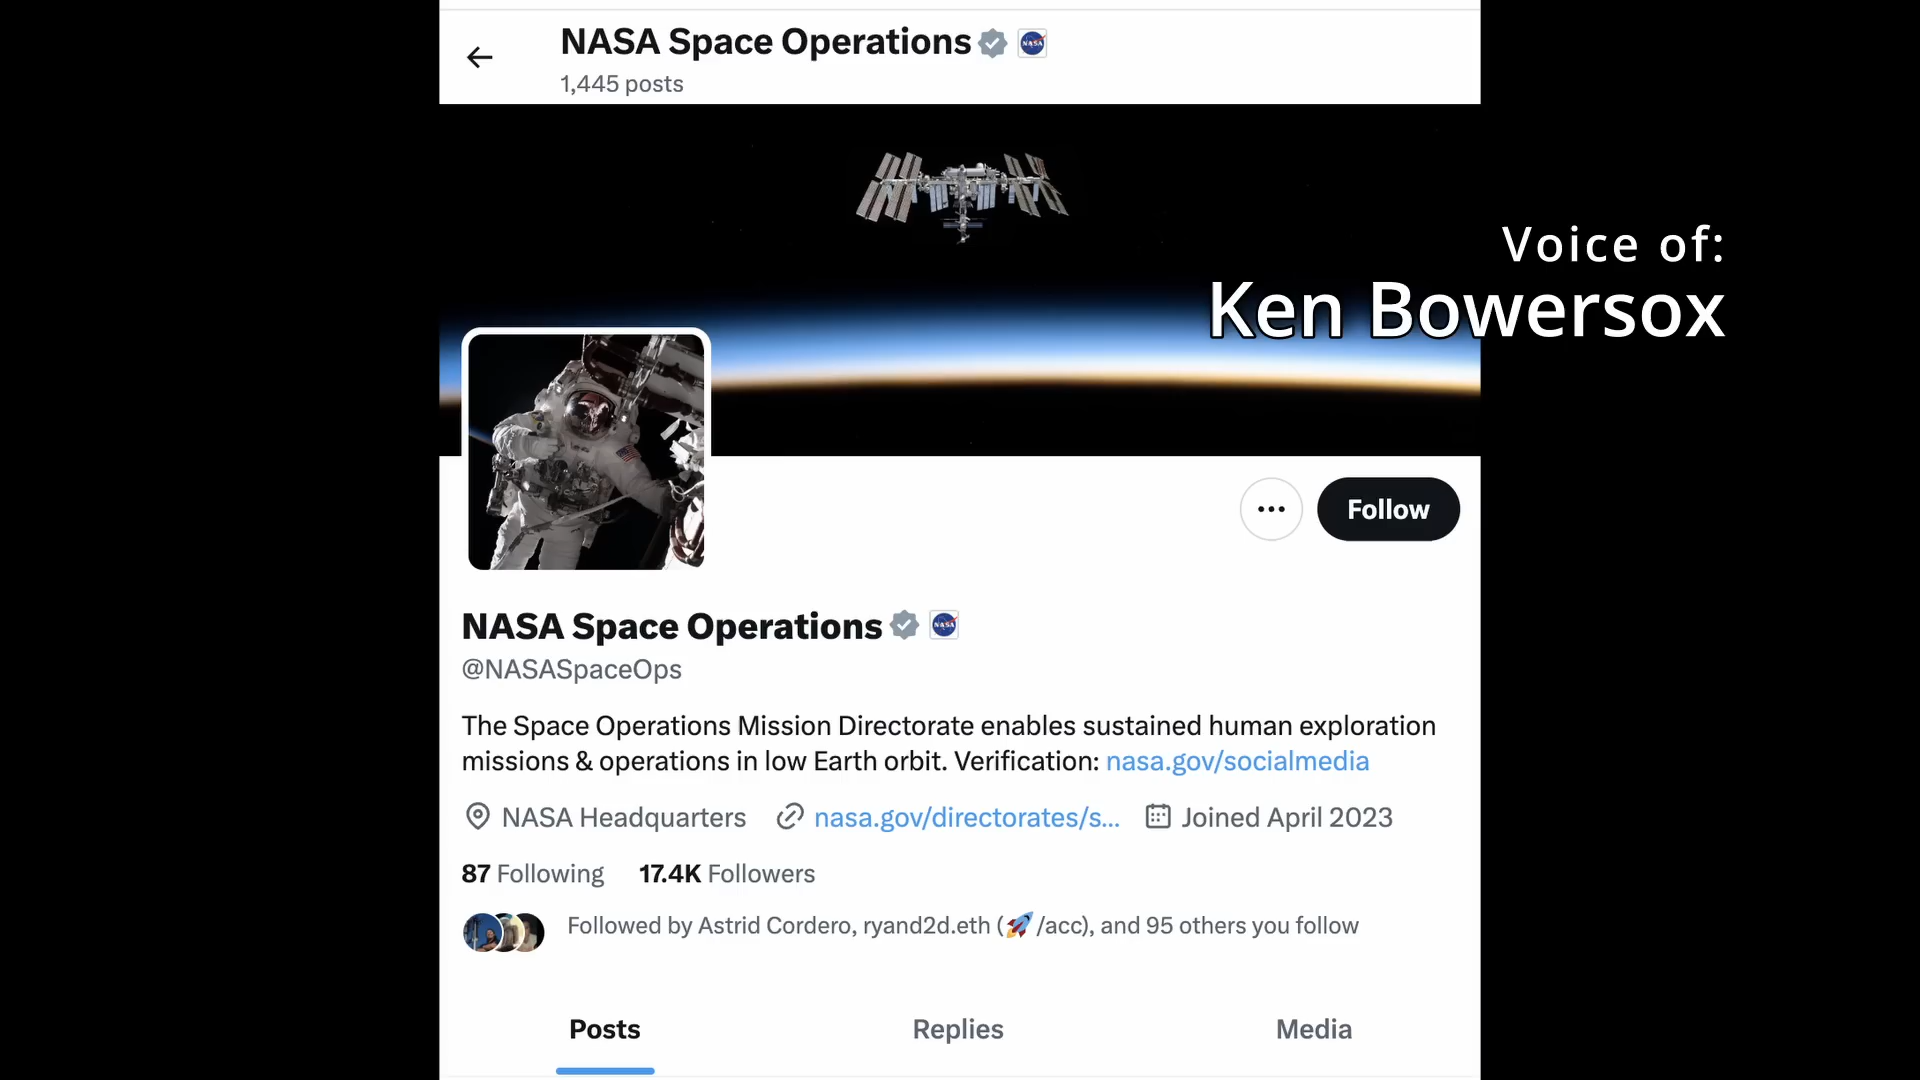 NASA Space Operations
1,445 posts
Voice of:
Ken Bowersox
Follow
NASA Space Operations
@NASASpaceOps
The Space Operations Mission Directorate enables sustained human exploration
missions & operations in low Earth orbit. Verification: nasa.gov/socialmedia
NASA Headquarters nasa.gov/directorates/s... Joined April 2023
87 Following 17.4K Followers
Followed by Astrid Cordero, ryand2d.eth (🚀/acc), and 95 others you follow
Posts Replies Media